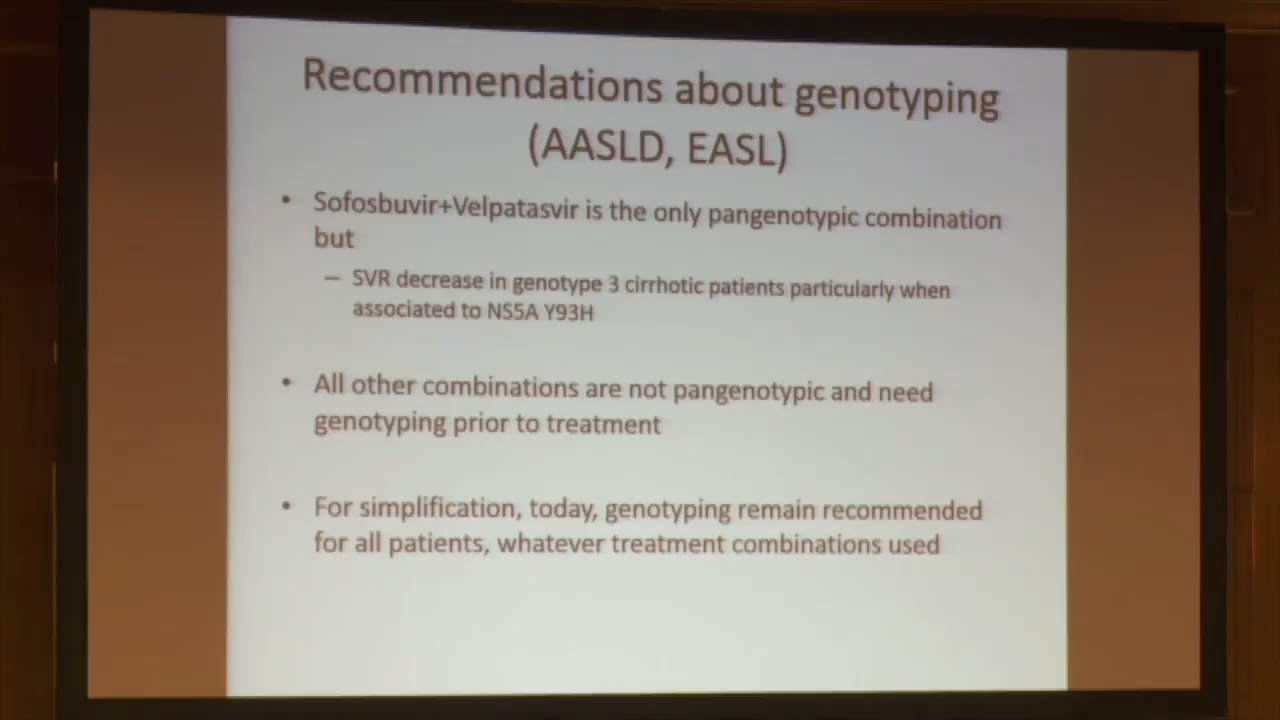 Recommendations about genotyping
(AASLD, EASL)
• Sofosbuvir+Velpatasvir is the only pangenotypic combination
but
– SVR decrease in genotype 3 cirrhotic patients particularly when
associated to NS5A Y93H
• All other combinations are not pangenotypic and need
genotyping prior to treatment
• For simplification, today, genotyping remain recommended
for all patients, whatever treatment combinations used